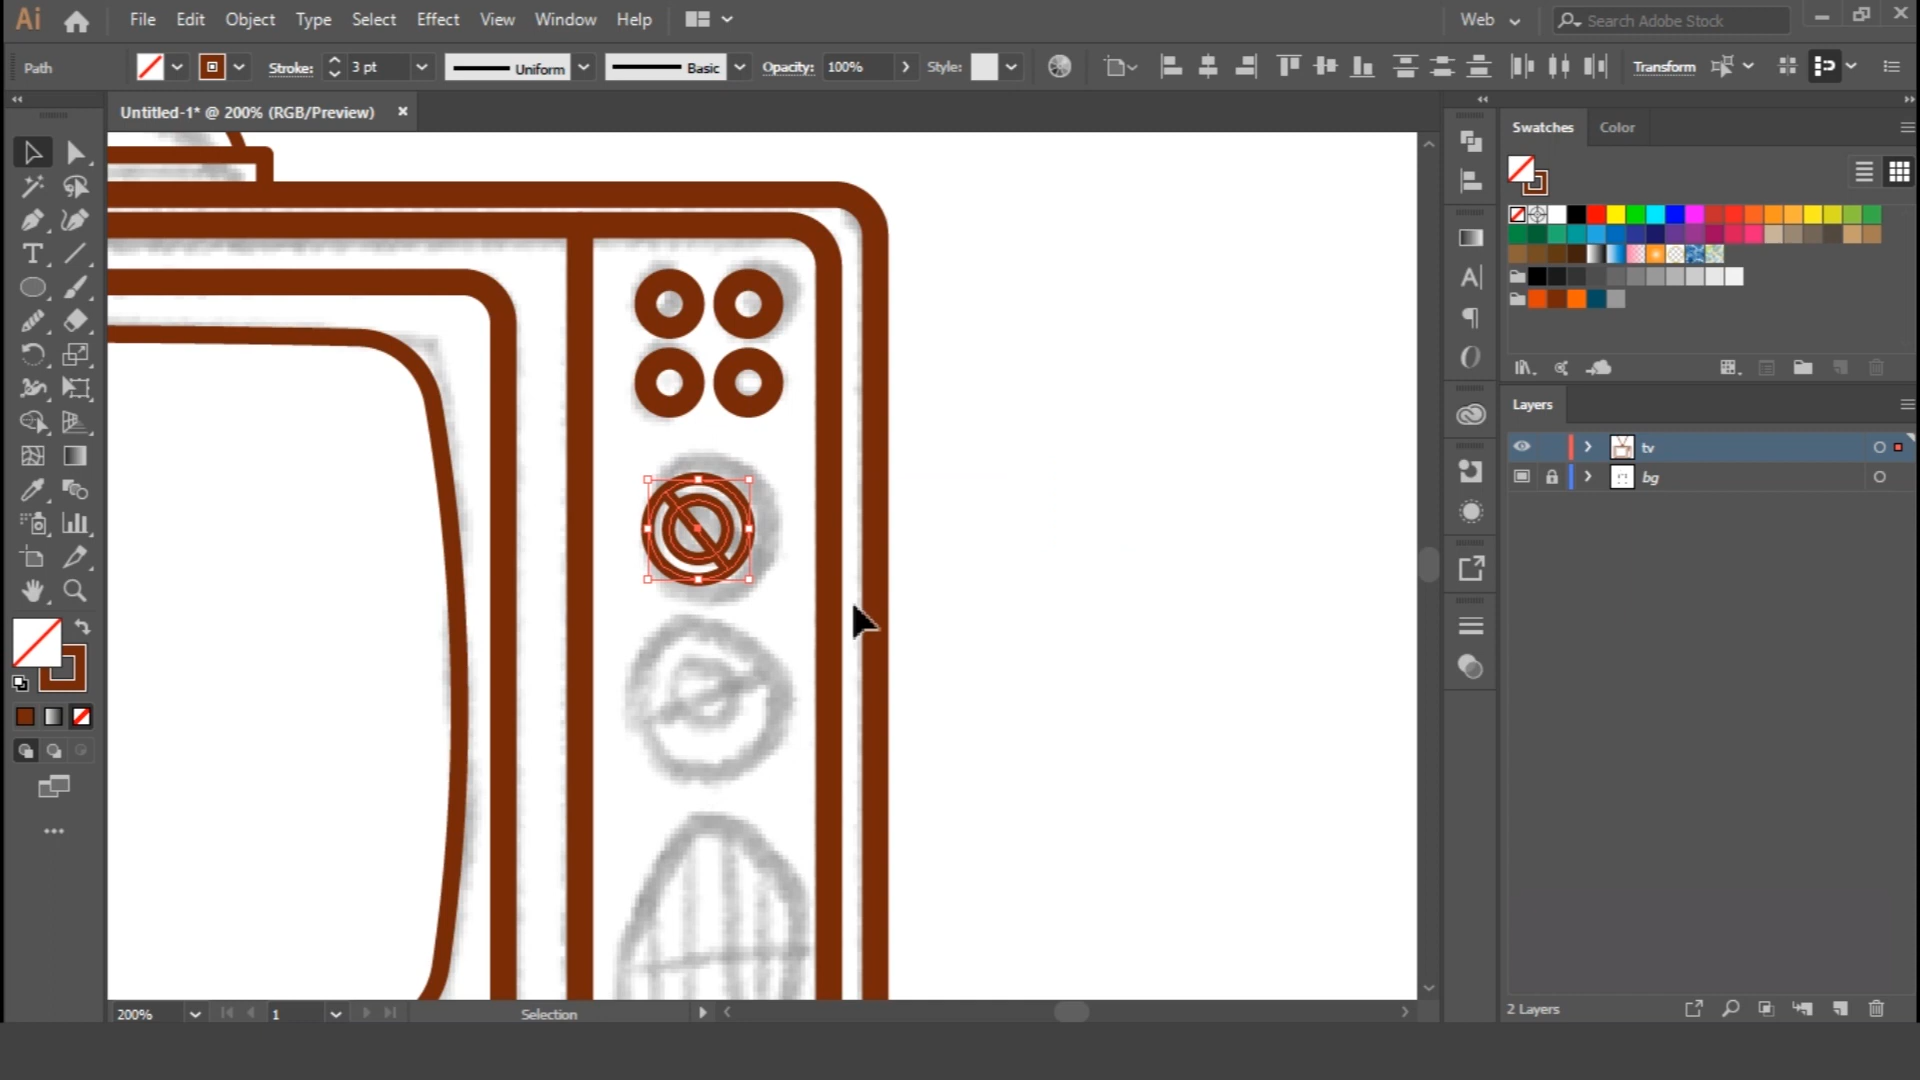 Ai File Edit Object Type Select Effect View Window Help Web Search Adobe Stock
Path Stroke: 3 pt Uniform Basic Opacity: 100% Style: Transform
Untitled-1* @ 200% (RGB/Preview)
Swatches Color
Layers
tv
bg
200% 1 Selection
2 Layers